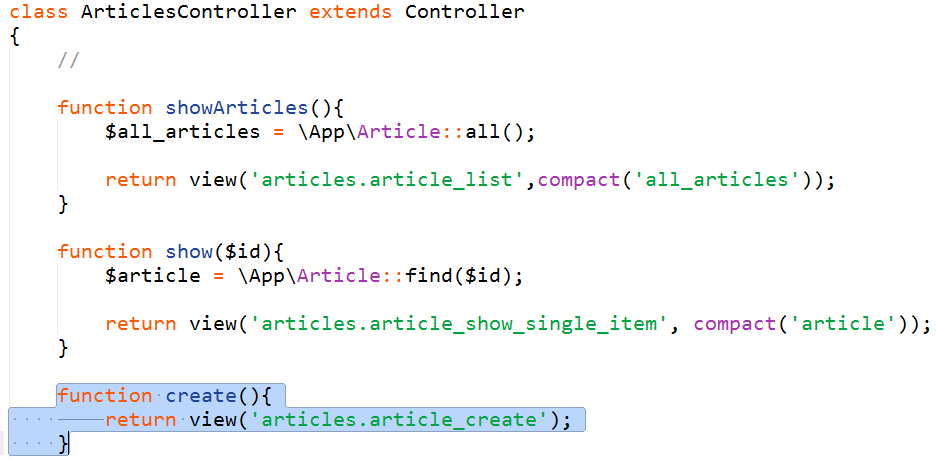 class ArticlesController extends Controller
{
    //
    function showArticles(){
        $all_articles = \App\Article::all();
        return view('articles.article_list',compact('all_articles'));
    }
    function show($id){
        $article = \App\Article::find($id);
        return view('articles.article_show_single_item', compact('article'));
    }
    function create(){
        return view('articles.article_create');
    }